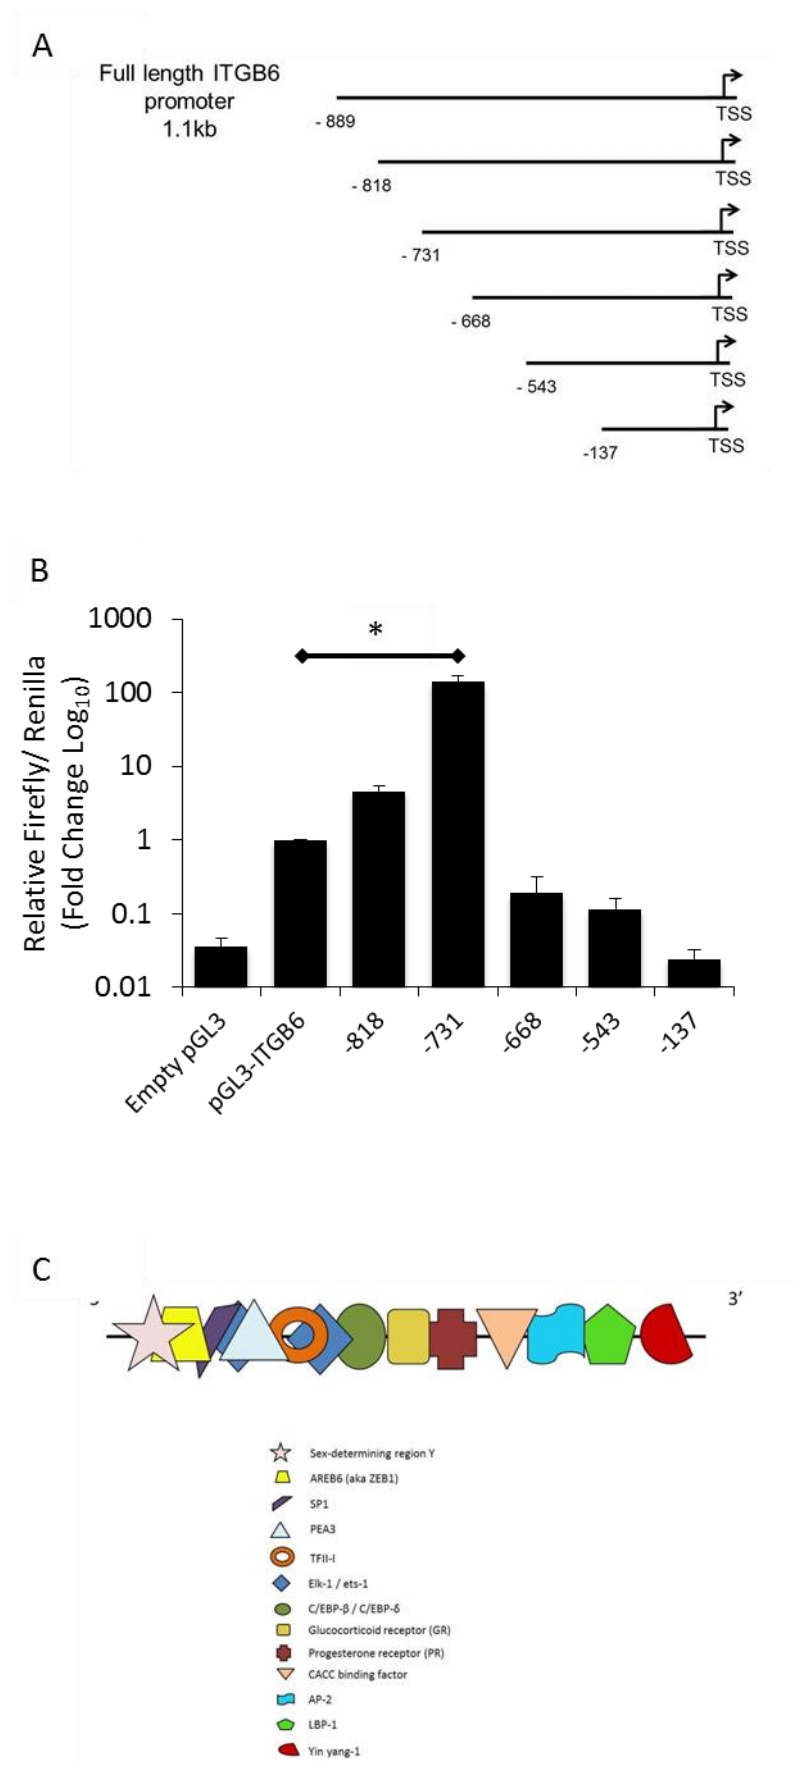 A
Full length ITGB6
promoter
1.1kb
TSS
- 889
TSS
- 818
TSS
- 731
TSS
- 668
TSS
- 543
TSS
-137
B
Relative Firefly/ Renilla
(Fold Change Log10)
1000
100
10
1
0.1
0.01
*
Empty pGL3
pGL3-ITGB6
-818
-731
-668
-543
-137
C
3'
Sex-determining region Y
AREB6 (aka ZEB1)
SP1
PEA3
TFII-I
Elk-1 / ets-1
C/EBP-β / C/EBP-δ
Glucocorticoid receptor (GR)
Progesterone receptor (PR)
CACC binding factor
AP-2
LBP-1
Yin yang-1